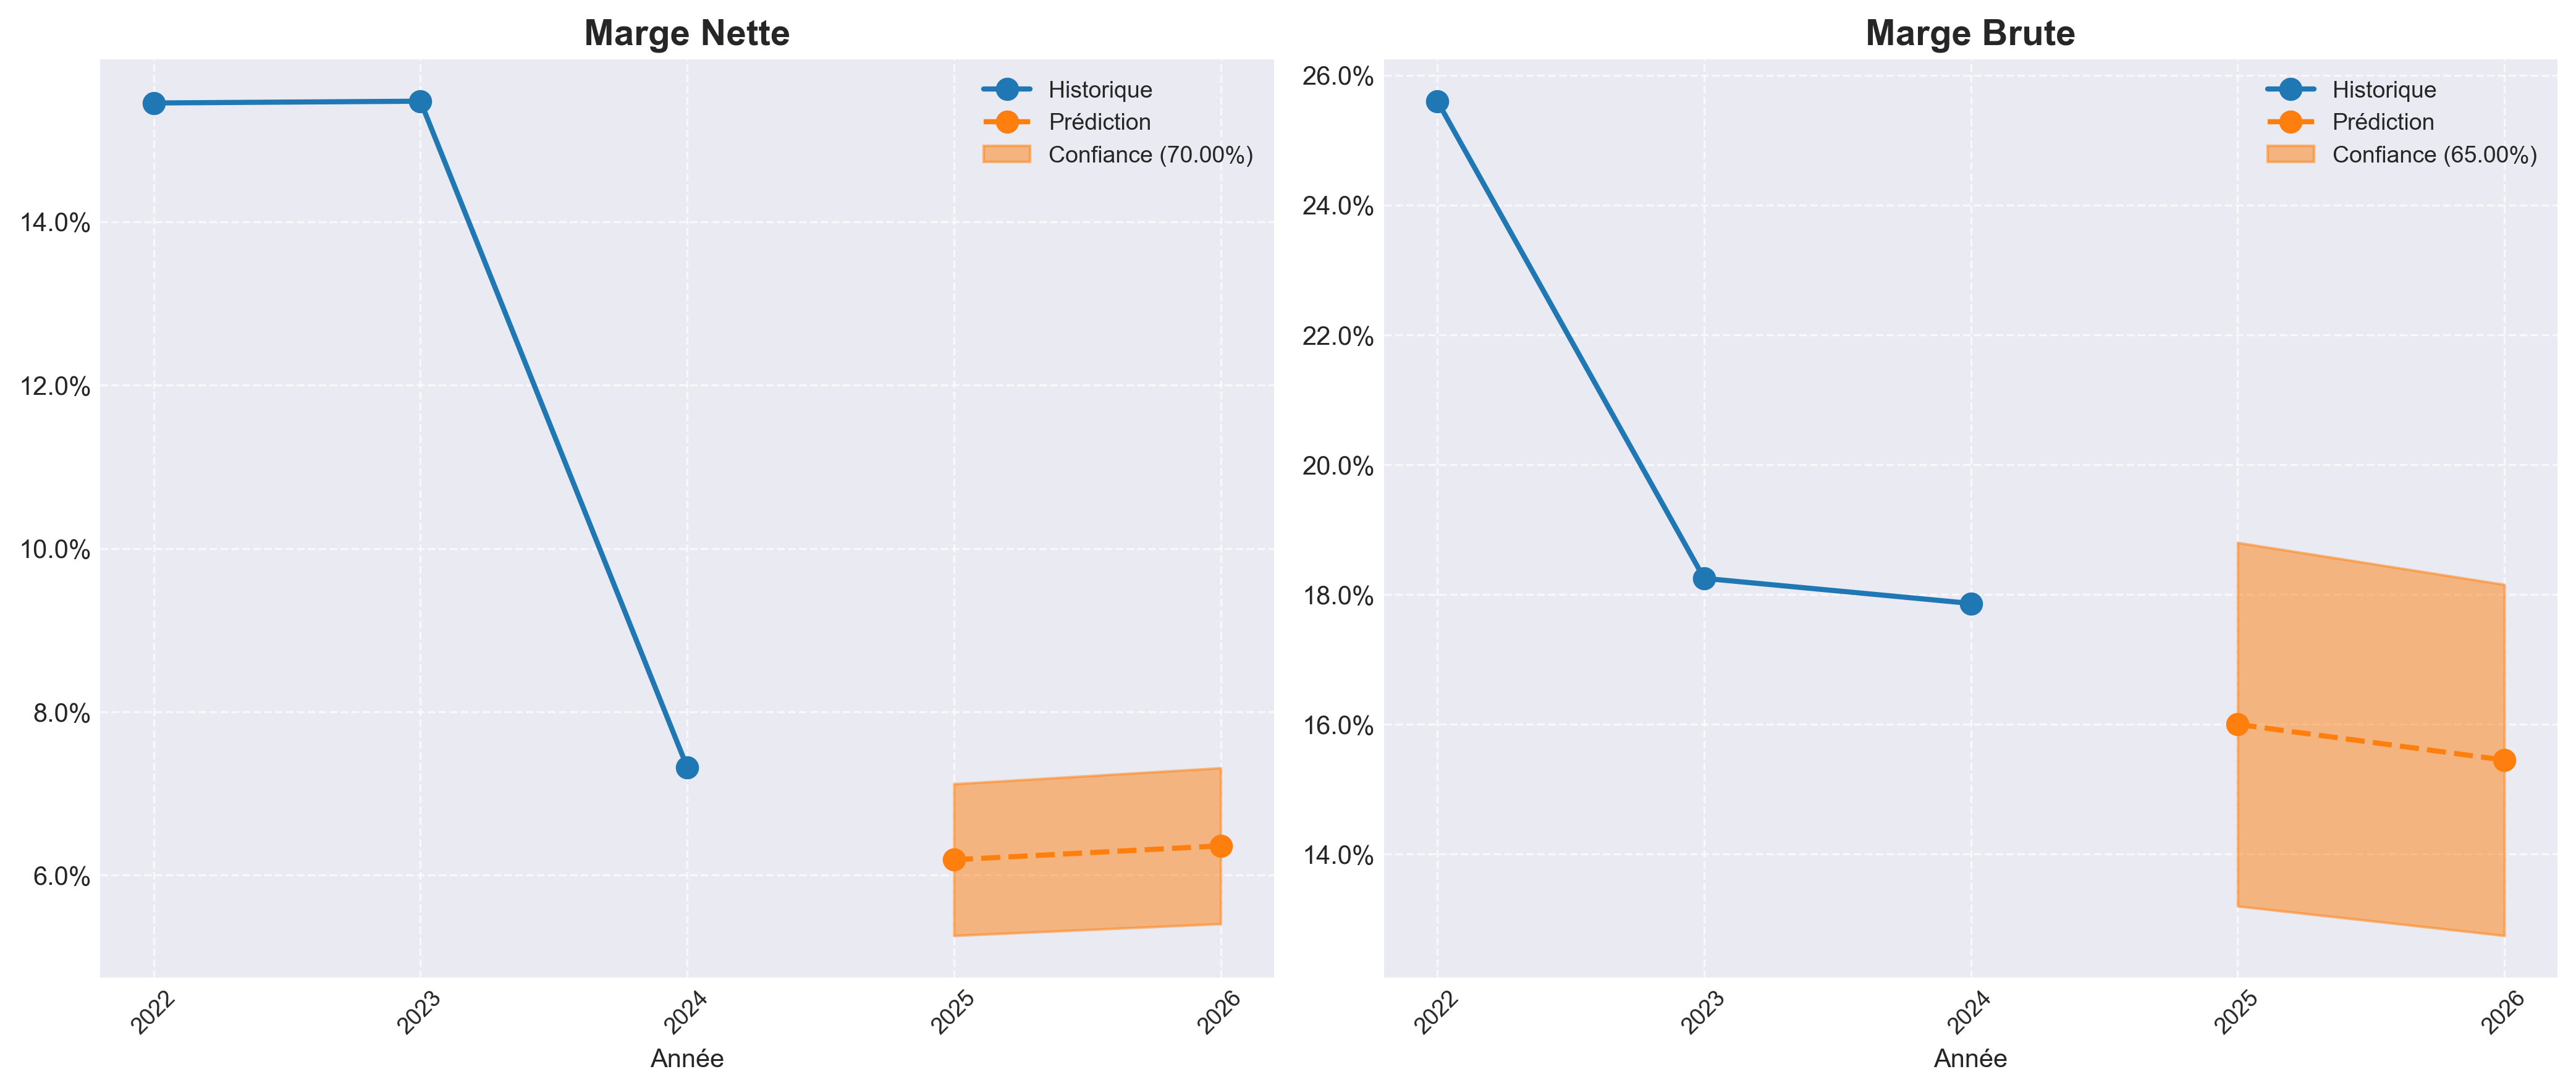 Marge Nette
Historique
Prédiction
Confiance (70.00%)
14.0%
12.0%
10.0%
8.0%
6.0%
2022
2023
2024
2025
2026
Année
Marge Brute
Historique
Prédiction
Confiance (65.00%)
26.0%
24.0%
22.0%
20.0%
18.0%
16.0%
14.0%
2022
2023
2024
2025
2026
Année